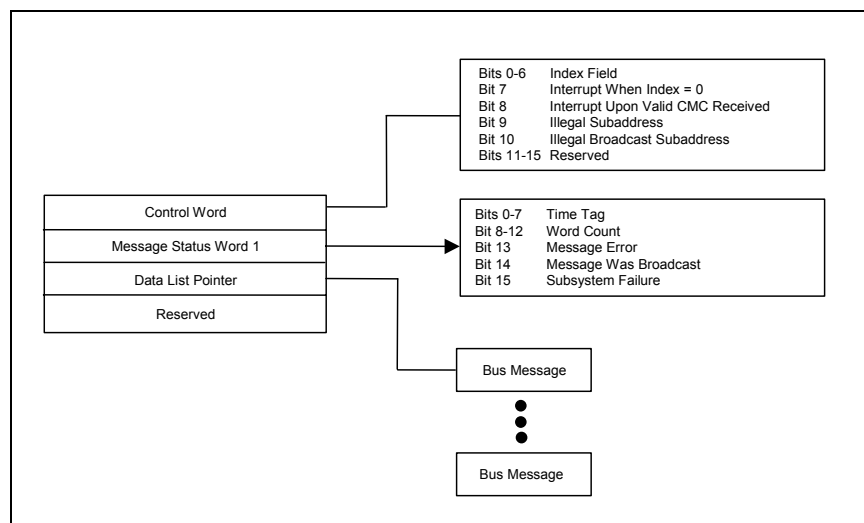 Bits 0-6 Index Field
Bit 7 Interrupt When Index = 0
Bit 8 Interrupt Upon Valid CMC Received
Bit 9 Illegal Subaddress
Bit 10 Illegal Broadcast Subaddress
Bits 11-15 Reserved
Control Word
Message Status Word 1
Data List Pointer
Reserved
Bits 0-7 Time Tag
Bit 8-12 Word Count
Bit 13 Message Error
Bit 14 Message Was Broadcast
Bit 15 Subsystem Failure
Bus Message
Bus Message